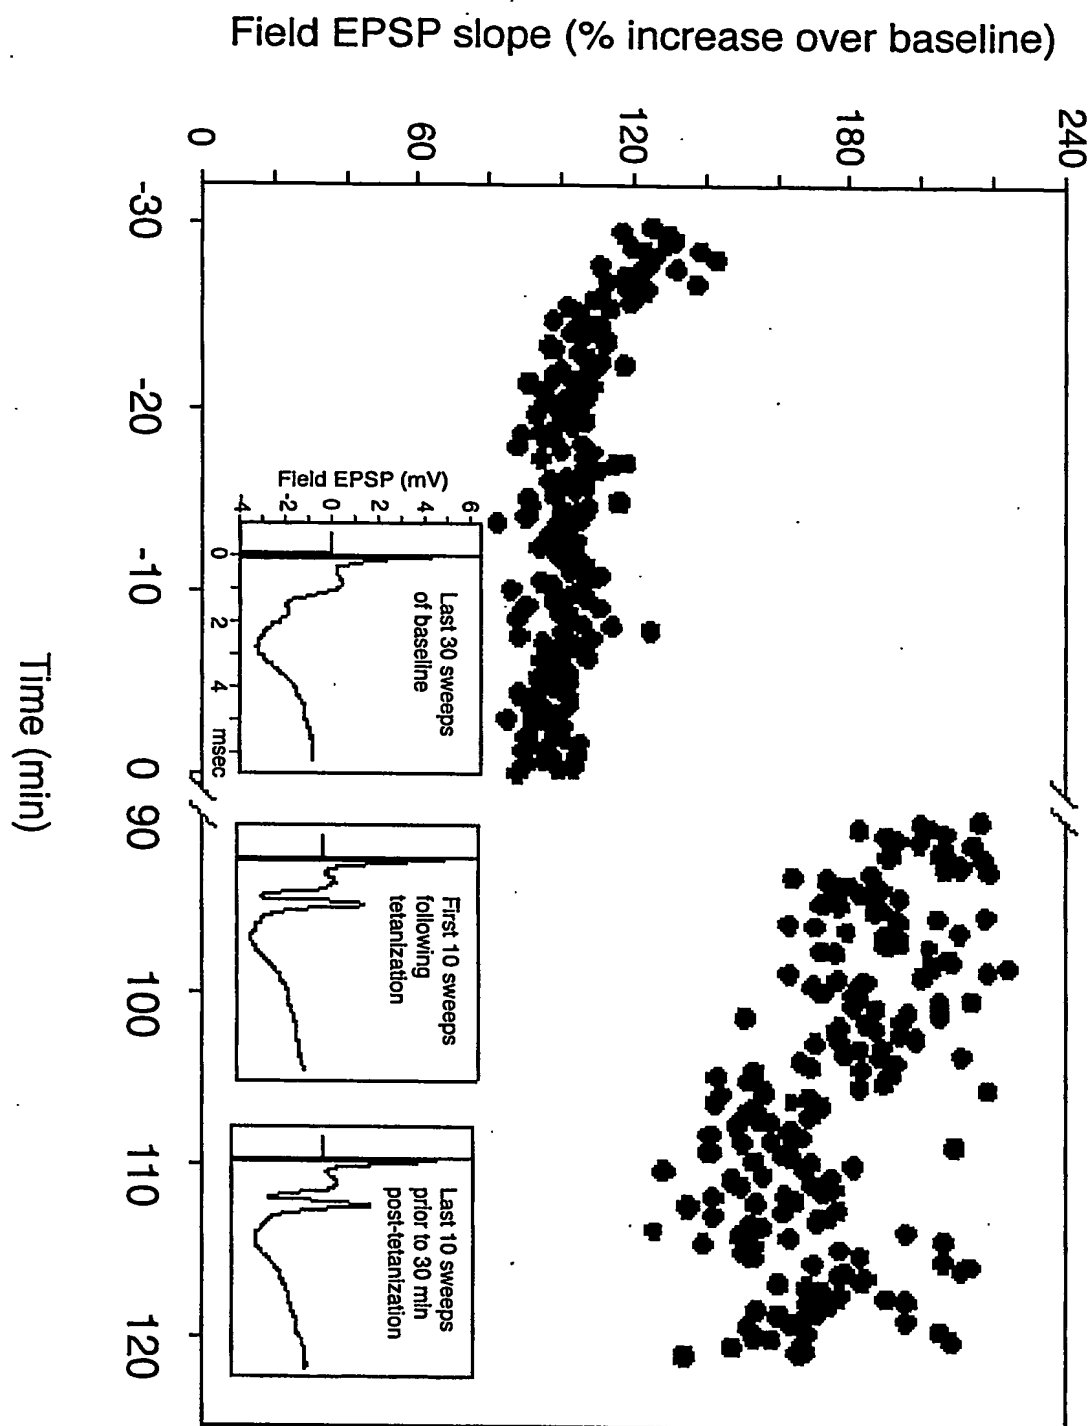 Field EPSP slope (% increase over baseline)
240
180
120
60
0
-30
-20
-10
0
90
100
110
120
Time (min)
Field EPSP (mV)
6
4
2
0
-2
-4
0
2
4
msec
Last 30 sweeps
of baseline
First 10 sweeps
following
tetanization
Last 10 sweeps
prior to 30 min
post-tetanization